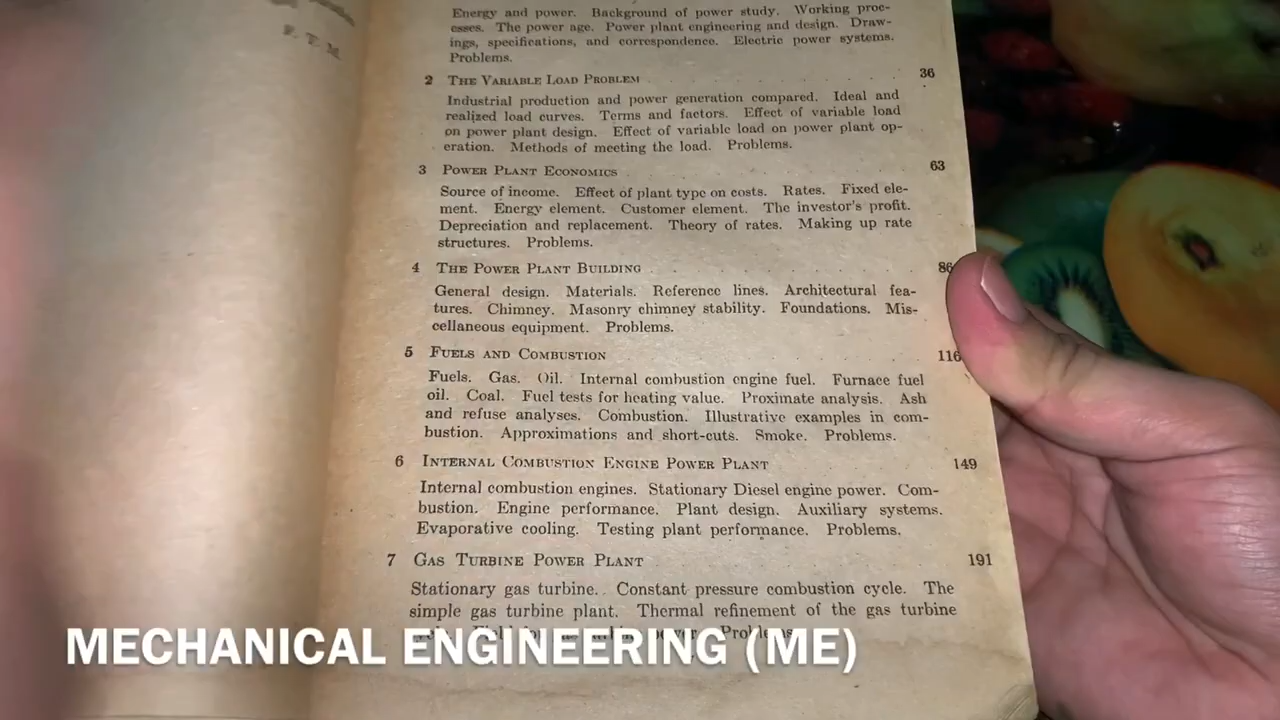 F. T. M.
Energy and power. Background of power study. Working proc-
esses. The power age. Power plant engineering and design. Draw-
ings, specifications, and correspondence. Electric power systems.
Problems.
2 The Variable Load Problem 36
Industrial production and power generation compared. Ideal and
realized load curves. Terms and factors. Effect of variable load
on power plant design. Effect of variable load on power plant op-
eration. Methods of meeting the load. Problems.
3 Power Plant Economics 63
Source of income. Effect of plant type on costs. Rates. Fixed ele-
ment. Energy element. Customer element. The investor's profit.
Depreciation and replacement. Theory of rates. Making up rate
structures. Problems.
4 The Power Plant Building 86
General design. Materials. Reference lines. Architectural fea-
tures. Chimney. Masonry chimney stability. Foundations. Mis-
cellaneous equipment. Problems.
5 Fuels and Combustion 116
Fuels. Gas. Oil. Internal combustion engine fuel. Furnace fuel
oil. Coal. Fuel tests for heating value. Proximate analysis. Ash
and refuse analyses. Combustion. Illustrative examples in com-
bustion. Approximations and short-cuts. Smoke. Problems.
6 Internal Combustion Engine Power Plant 149
Internal combustion engines. Stationary Diesel engine power. Com-
bustion. Engine performance. Plant design. Auxiliary systems.
Evaporative cooling. Testing plant performance. Problems.
7 Gas Turbine Power Plant 191
Stationary gas turbine. Constant pressure combustion cycle. The
simple gas turbine plant. Thermal refinement of the gas turbine
power. Problems.
MECHANICAL ENGINEERING (ME)